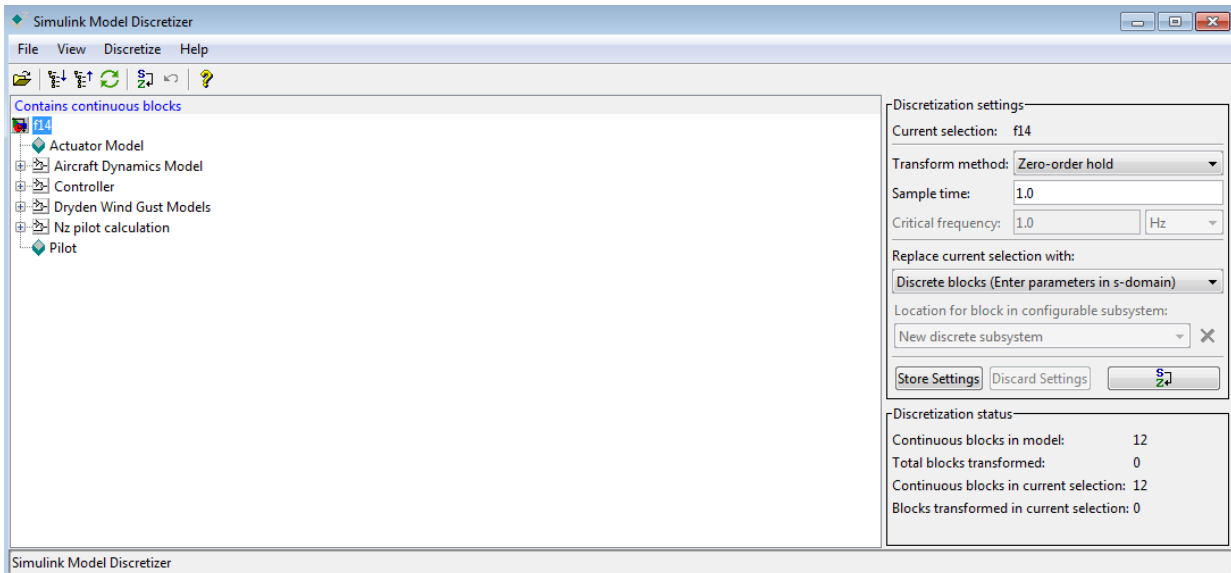 Simulink Model Discretizer
File View Discretize Help
Contains continuous blocks
f14
Actuator Model
Aircraft Dynamics Model
Controller
Dryden Wind Gust Models
Nz pilot calculation
Pilot
Discretization settings
Current selection: f14
Transform method: Zero-order hold
Sample time: 1.0
Critical frequency: 1.0 Hz
Replace current selection with:
Discrete blocks (Enter parameters in s-domain)
Location for block in configurable subsystem:
New discrete subsystem
Store Settings Discard Settings S Z
Discretization status
Continuous blocks in model: 12
Total blocks transformed: 0
Continuous blocks in current selection: 12
Blocks transformed in current selection: 0
Simulink Model Discretizer